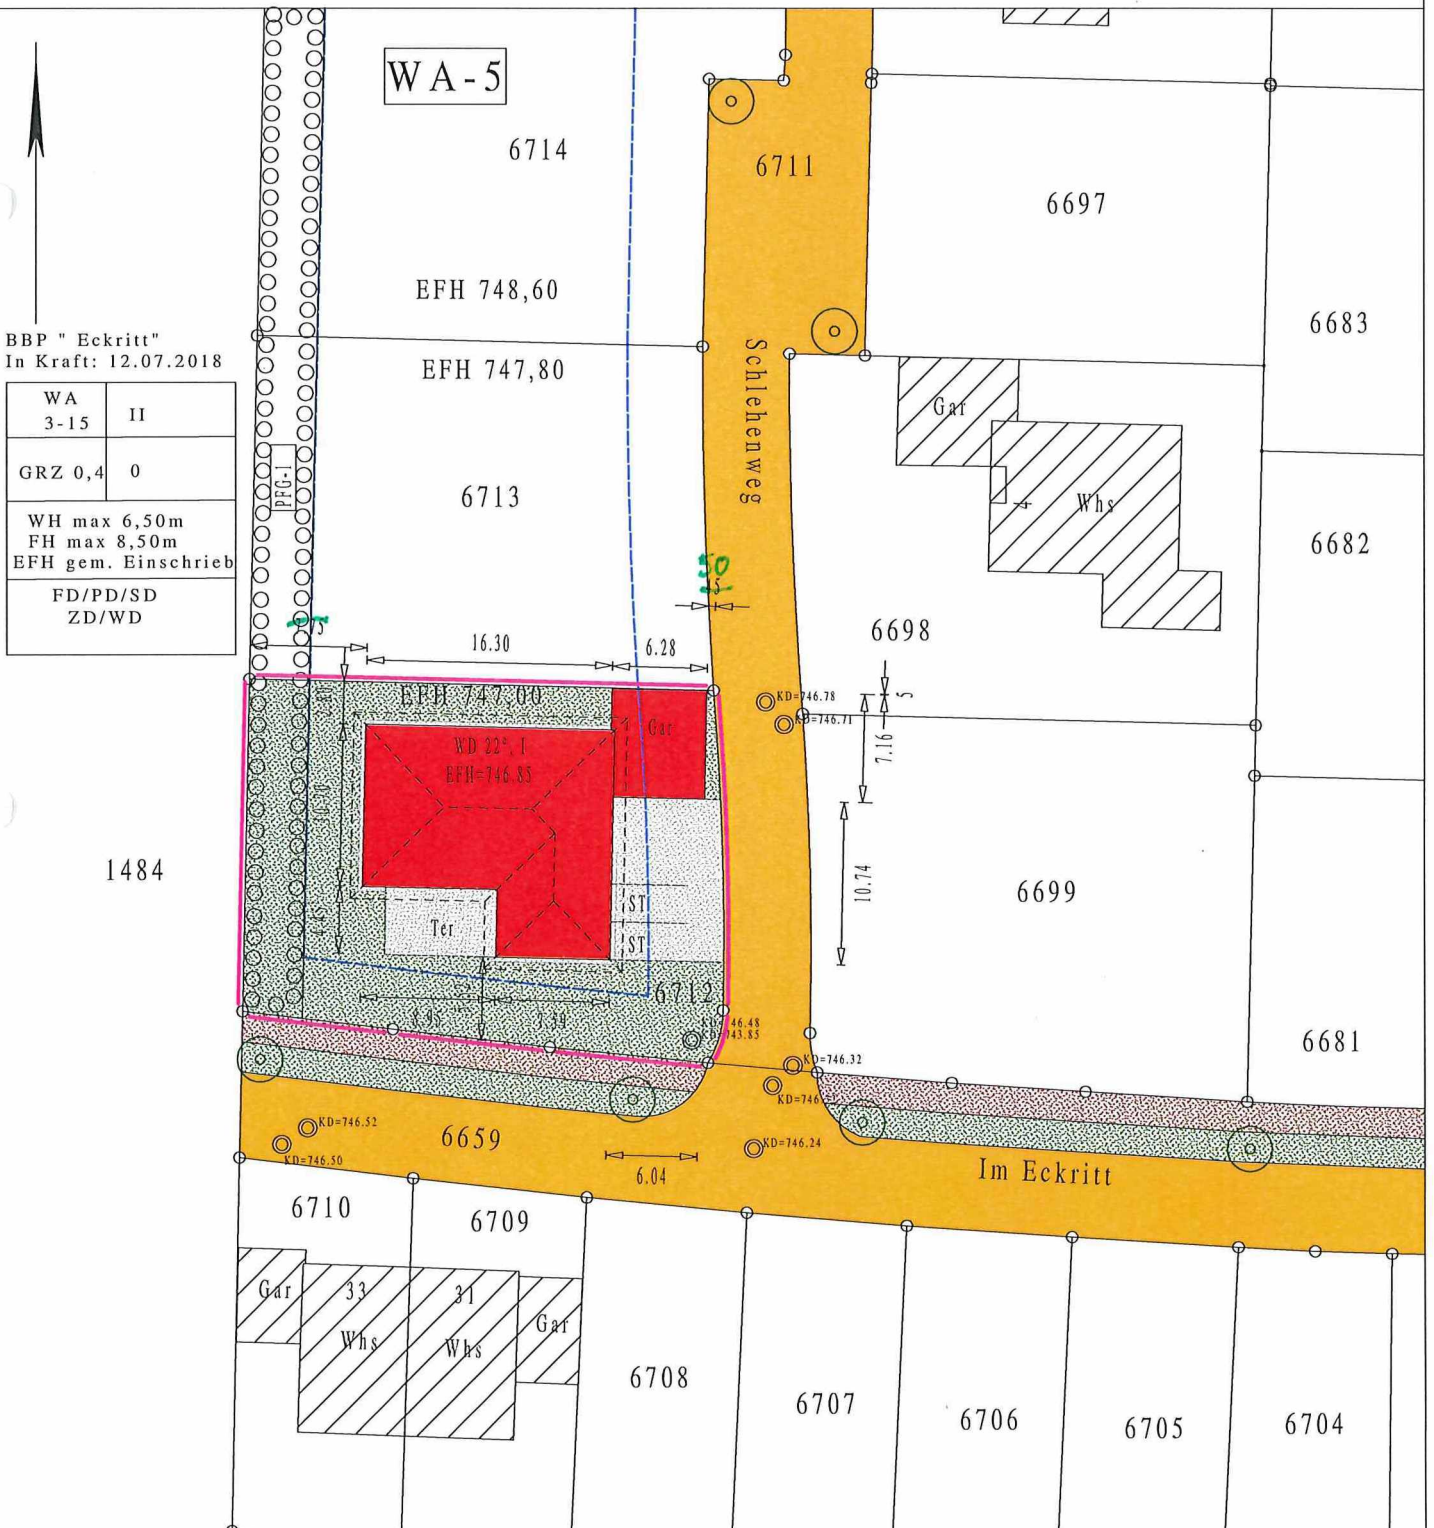 WA-5
6714
6711
6697
EFH 748,60
6683
BBP " Eckritt"
In Kraft: 12.07.2018
EFH 747,80
Schlehenweg
WA
3-15
II
Gar
GRZ 0,4
0
PFG-1
6713
Whs
4
WH max 6,50m
FH max 8,50m
EFH gem. Einschrieb
6682
50
FD/PD/SD
ZD/WD
16.30
6.28
6698
EFH 747,00
KD=746.78
5
KD=746.71
Gar
WD 22°, I
EFH=746.85
7.16
1484
10.74
6699
Ter
ST
ST
6712
6681
KD=746.32
KD=746.52
6659
KD=746.24
KD=746.50
6.04
Im Eckritt
6710
6709
Gar
33
31
Gar
Whs
Whs
6708
6707
6706
6705
6704